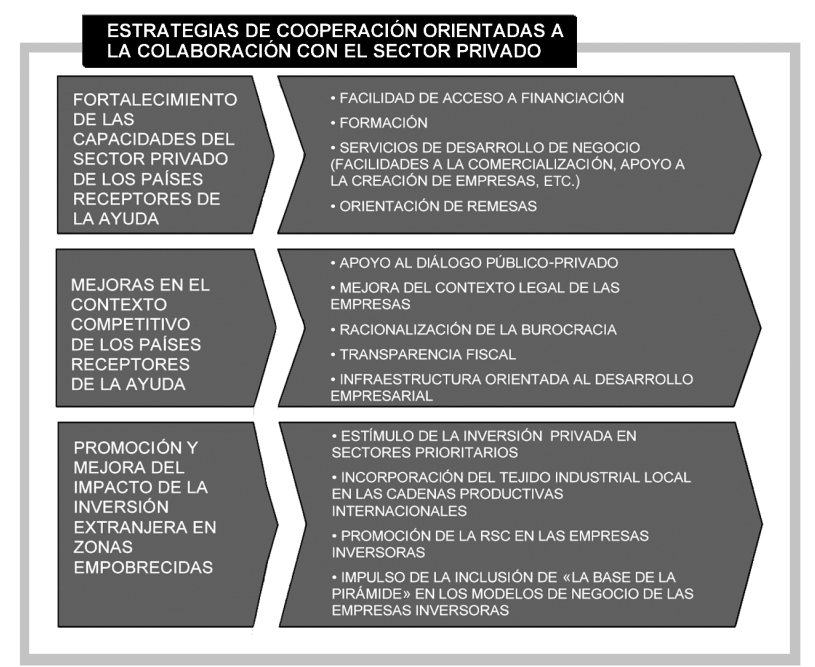 ESTRATEGIAS DE COOPERACIÓN ORIENTADAS A
LA COLABORACIÓN CON EL SECTOR PRIVADO
FORTALECIMIENTO
DE LAS
CAPACIDADES DEL
SECTOR PRIVADO
DE LOS PAÍSES
RECEPTORES DE
LA AYUDA
• FACILIDAD DE ACCESO A FINANCIACIÓN
• FORMACIÓN
• SERVICIOS DE DESARROLLO DE NEGOCIO
(FACILIDADES A LA COMERCIALIZACIÓN, APOYO A
LA CREACIÓN DE EMPRESAS, ETC.)
• ORIENTACIÓN DE REMESAS
MEJORAS EN EL
CONTEXTO
COMPETITIVO
DE LOS PAÍSES
RECEPTORES
DE LA AYUDA
• APOYO AL DIÁLOGO PÚBLICO-PRIVADO
• MEJORA DEL CONTEXTO LEGAL DE LAS
EMPRESAS
• RACIONALIZACIÓN DE LA BUROCRACIA
• TRANSPARENCIA FISCAL
• INFRAESTRUCTURA ORIENTADA AL DESARROLLO
EMPRESARIAL
PROMOCIÓN Y
MEJORA DEL
IMPACTO DE LA
INVERSIÓN
EXTRANJERA EN
ZONAS
EMPOBRECIDAS
• ESTÍMULO DE LA INVERSIÓN PRIVADA EN
SECTORES PRIORITARIOS
• INCORPORACIÓN DEL TEJIDO INDUSTRIAL LOCAL
EN LAS CADENAS PRODUCTIVAS
INTERNACIONALES
• PROMOCIÓN DE LA RSC EN LAS EMPRESAS
INVERSORAS
• IMPULSO DE LA INCLUSIÓN DE «LA BASE DE LA
PIRÁMIDE» EN LOS MODELOS DE NEGOCIO DE LAS
EMPRESAS INVERSORAS